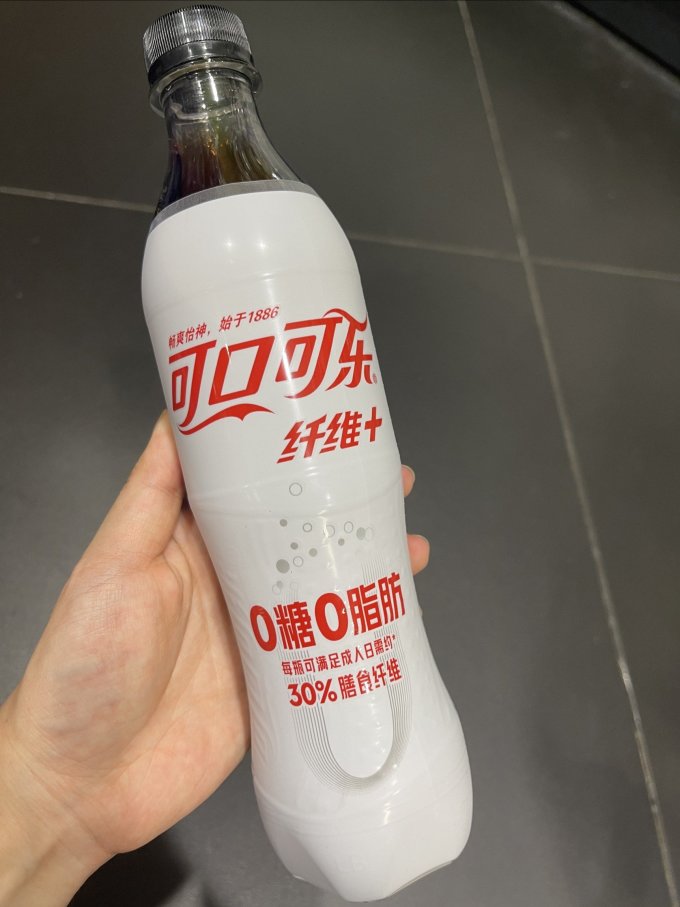 畅爽怡神，始于1886
可口可乐®
纤维+
0糖0脂肪
每瓶可满足成人日需约*
30%膳食纤维